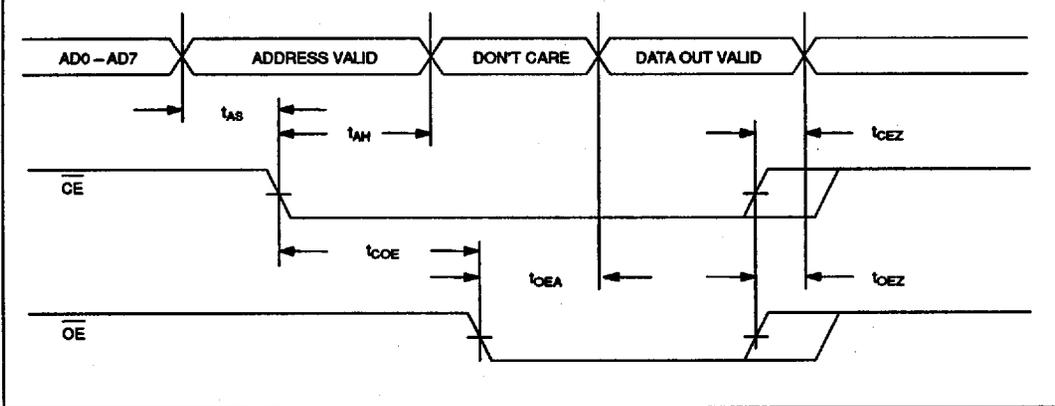 AD0 – AD7 ADDRESS VALID DON'T CARE DATA OUT VALID
tAS
tAH tCEZ
CE
tCOE
tOEA tOEZ
OE